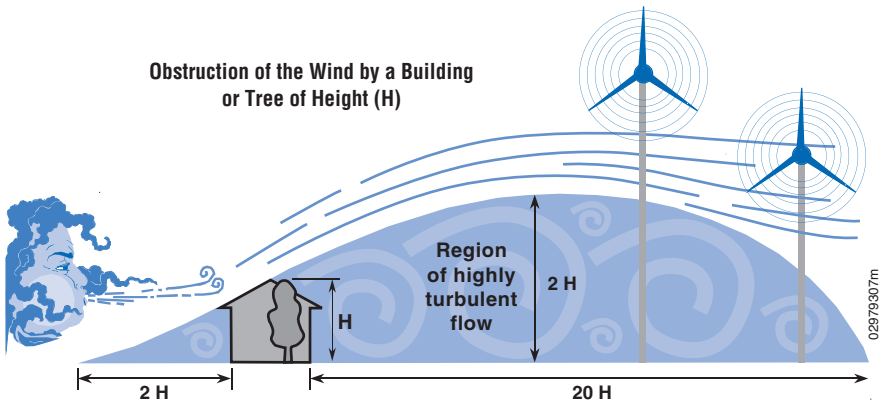 Obstruction of the Wind by a Building
or Tree of Height (H)
Region
of highly
turbulent
flow
2 H
H
2 H
20 H
02979307m